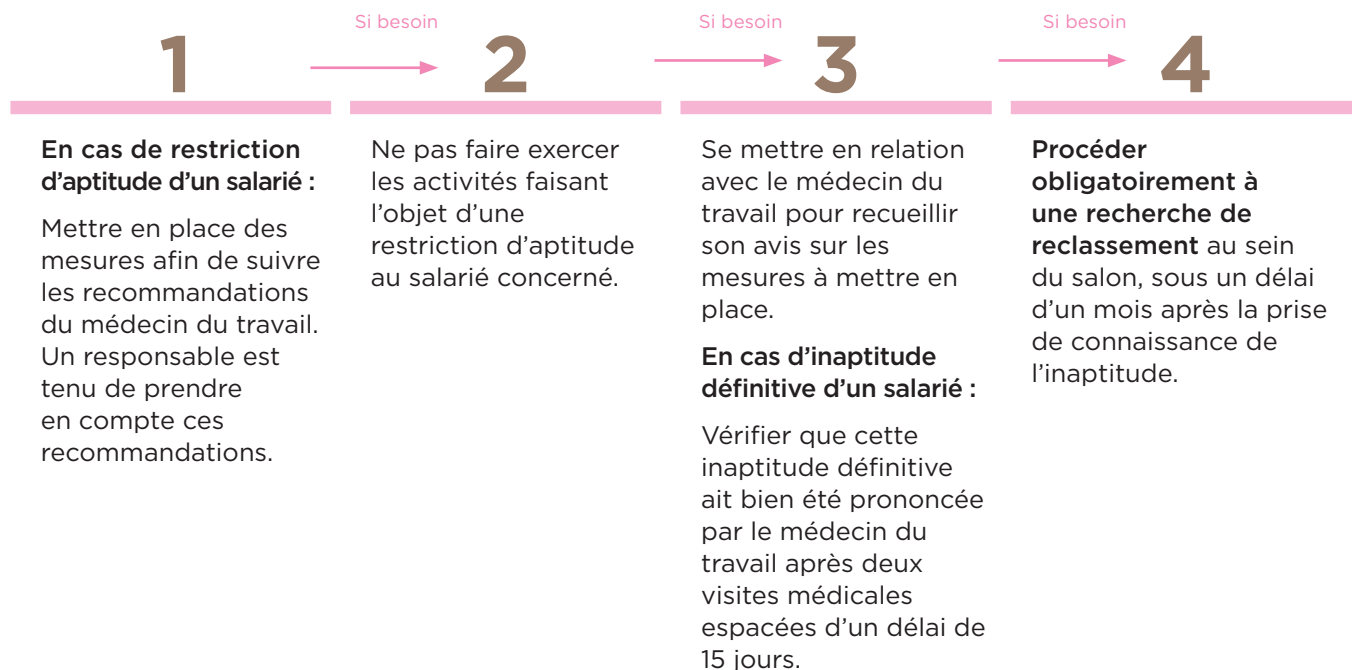 Si besoin
Si besoin
Si besoin
1
2
3
4
En cas de restriction
d'aptitude d'un salarié :
Mettre en place des
mesures afin de suivre
les recommandations
du médecin du travail.
Un responsable est
tenu de prendre
en compte ces
recommandations.
Ne pas faire exercer
les activités faisant
l’objet d’une
restriction d’aptitude
au salarié concerné.
Se mettre en relation
avec le médecin du
travail pour recueillir
son avis sur les
mesures à mettre en
place.
En cas d’inaptitude
définitive d’un salarié :
Vérifier que cette
inaptitude définitive
ait bien été prononcée
par le médecin du
travail après deux
visites médicales
espacées d’un délai de
15 jours.
Procéder
obligatoirement à
une recherche de
reclassement au sein
du salon, sous un délai
d’un mois après la prise
de connaissance de
l’inaptitude.